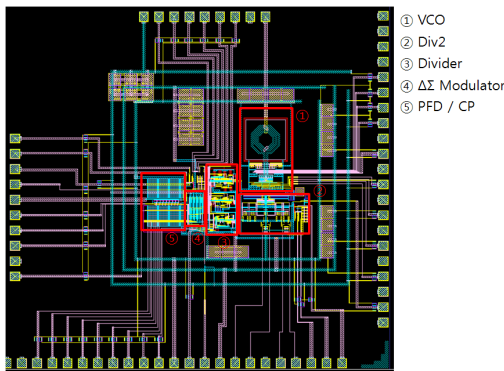 ① VCO
② Div2
③ Divider
④ ΔΣ Modulator
⑤ PFD / CP
①
②
⑤
④
③